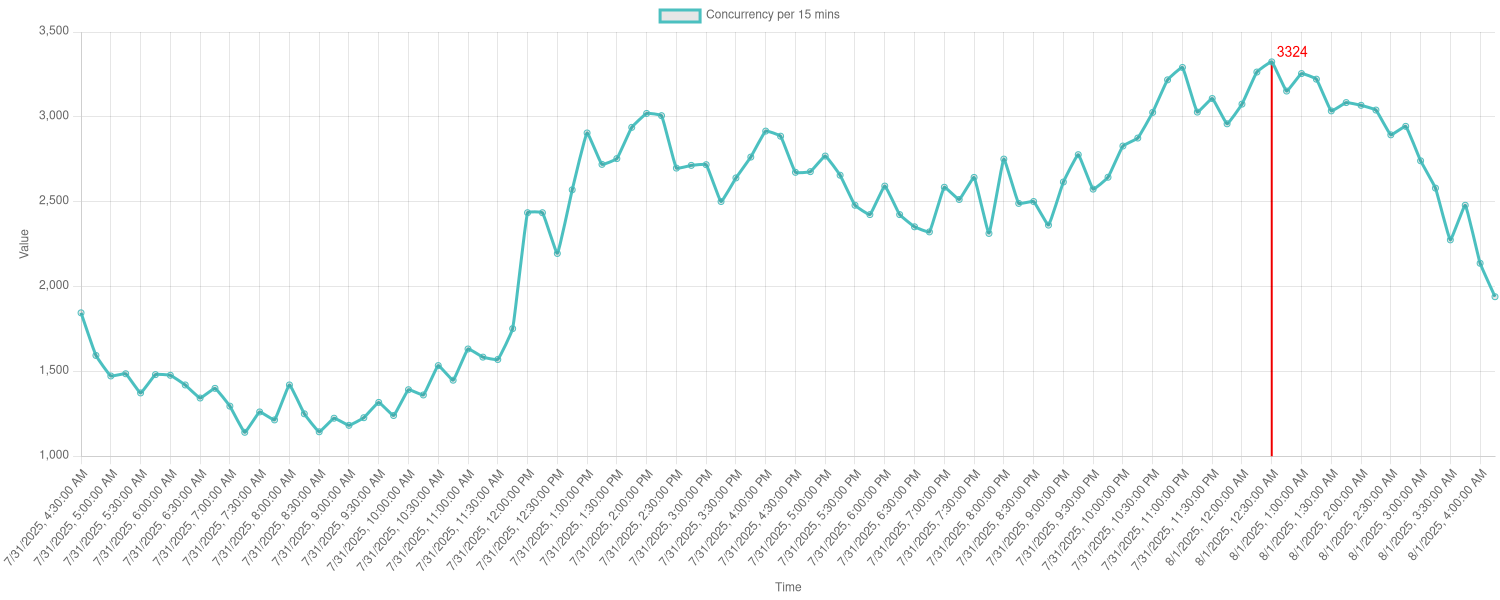 Concurrency per 15 mins
3324
Value
3,500
3,000
2,500
2,000
1,500
1,000
7/31/2025, 4:30:00 AM
7/31/2025, 5:00:00 AM
7/31/2025, 5:30:00 AM
7/31/2025, 6:00:00 AM
7/31/2025, 6:30:00 AM
7/31/2025, 7:00:00 AM
7/31/2025, 7:30:00 AM
7/31/2025, 8:00:00 AM
7/31/2025, 8:30:00 AM
7/31/2025, 9:00:00 AM
7/31/2025, 9:30:00 AM
7/31/2025, 10:00:00 AM
7/31/2025, 10:30:00 AM
7/31/2025, 11:00:00 AM
7/31/2025, 11:30:00 AM
7/31/2025, 12:00:00 PM
7/31/2025, 12:30:00 PM
7/31/2025, 1:00:00 PM
7/31/2025, 1:30:00 PM
7/31/2025, 2:00:00 PM
7/31/2025, 2:30:00 PM
7/31/2025, 3:00:00 PM
7/31/2025, 3:30:00 PM
7/31/2025, 4:00:00 PM
7/31/2025, 4:30:00 PM
7/31/2025, 5:00:00 PM
7/31/2025, 5:30:00 PM
7/31/2025, 6:00:00 PM
7/31/2025, 6:30:00 PM
7/31/2025, 7:00:00 PM
7/31/2025, 7:30:00 PM
7/31/2025, 8:00:00 PM
7/31/2025, 8:30:00 PM
7/31/2025, 9:00:00 PM
7/31/2025, 9:30:00 PM
7/31/2025, 10:00:00 PM
7/31/2025, 10:30:00 PM
7/31/2025, 11:00:00 PM
7/31/2025, 11:30:00 PM
8/1/2025, 12:00:00 AM
8/1/2025, 12:30:00 AM
8/1/2025, 1:00:00 AM
8/1/2025, 1:30:00 AM
8/1/2025, 2:00:00 AM
8/1/2025, 2:30:00 AM
8/1/2025, 3:00:00 AM
8/1/2025, 3:30:00 AM
8/1/2025, 4:00:00 AM
Time